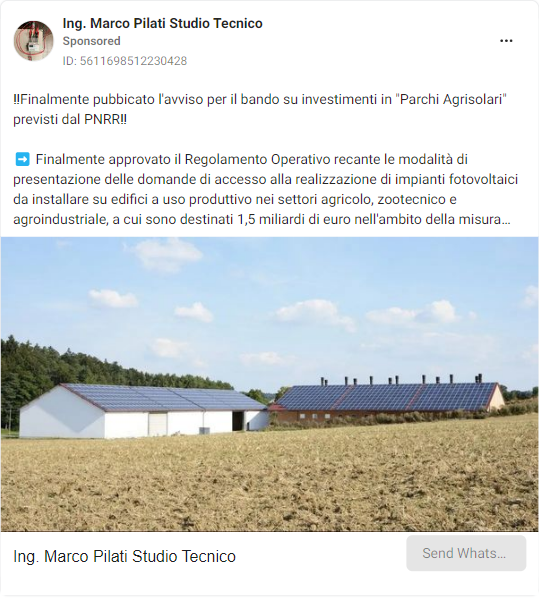 Ing. Marco Pilati Studio Tecnico
Sponsored
ID: 5611698512230428
!!Finalmente pubbicato l'avviso per il bando su investimenti in "Parchi Agrisolari"
previsti dal PNRR!!
➡️ Finalmente approvato il Regolamento Operativo recante le modalità di
presentazione delle domande di accesso alla realizzazione di impianti fotovoltaici
da installare su edifici a uso produttivo nei settori agricolo, zootecnico e
agroindustriale, a cui sono destinati 1,5 miliardi di euro nell'ambito della misura...
Ing. Marco Pilati Studio Tecnico
Send Whats...